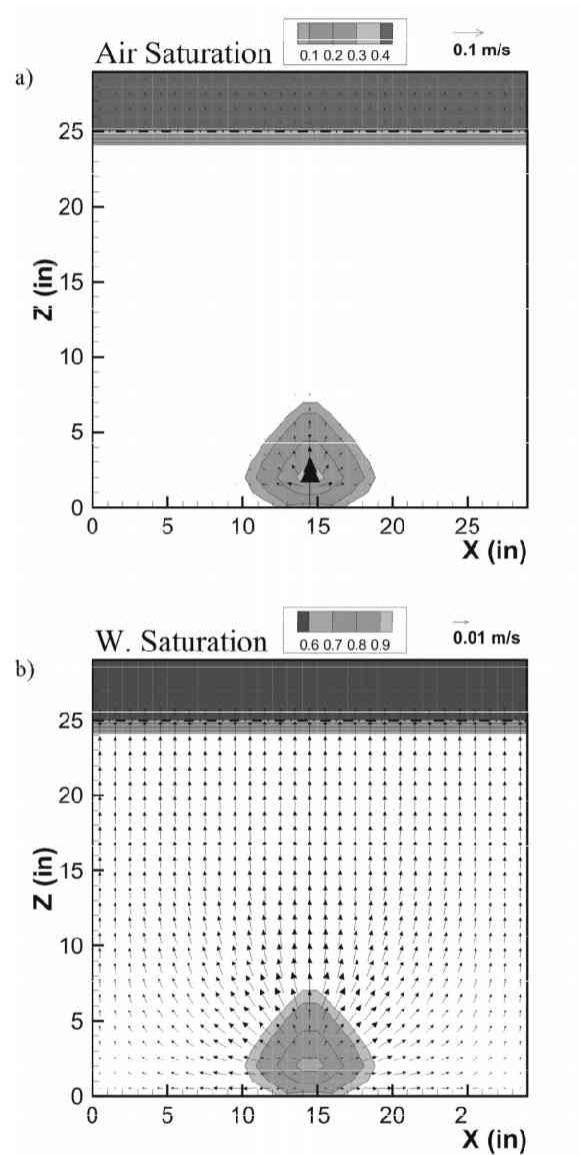 Air Saturation
0.1 0.2 0.3 0.4
0.1 m/s
a)
25
20
15
10
5
0
Z' (in)
0 5 10 15 20 25
X (in)
W. Saturation
0.6 0.7 0.8 0.9
0.01 m/s
b)
25
20
15
10
5
0
Z (in)
0 5 10 15 20 2
X (in)